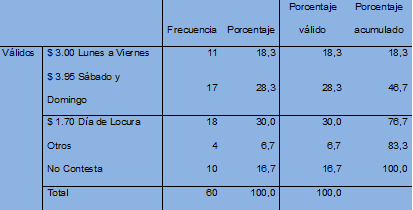 Porcentaje Porcentaje
Frecuencia Porcentaje válido acumulado
Válidos $ 3.00 Lunes a Viernes 11 18,3 18,3 18,3
$ 3.95 Sábado y
Domingo 17 28,3 28,3 46,7
$ 1.70 Día de Locura 18 30,0 30,0 76,7
Otros 4 6,7 6,7 83,3
No Contesta 10 16,7 16,7 100,0
Total 60 100,0 100,0